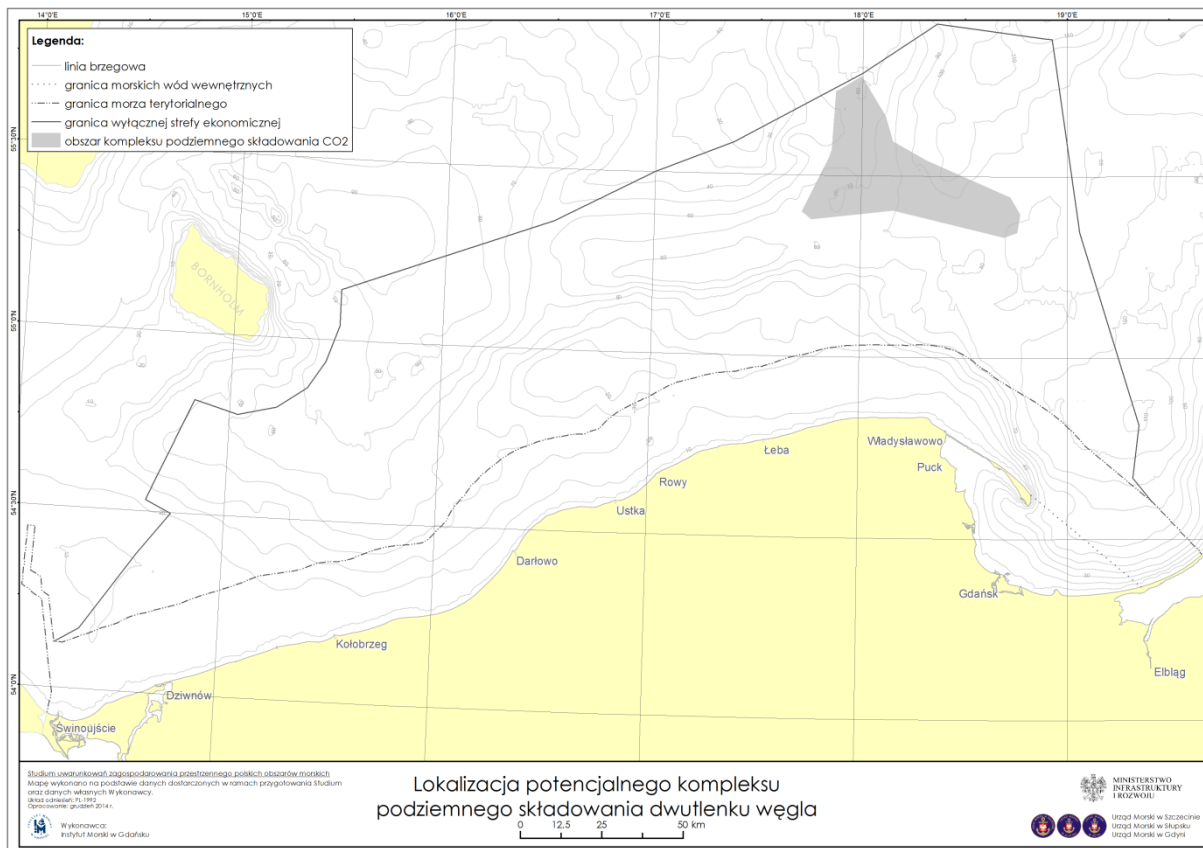 14°0'E 15°0'E 16°0'E 17°0'E 18°0'E 19°0'E
Legenda:
linia brzegowa
granica morskich wód wewnętrznych
granica morza terytorialnego
granica wyłącznej strefy ekonomicznej
obszar kompleksu podziemnego składowania CO2
55°30'N
55°0'N
54°30'N
54°0'N
BORNHOLM
Władysławowo
Łeba
Puck
Rowy
Ustka
Darłowo
Gdańsk
Kołobrzeg
Elbląg
Dziwnów
Świnoujście
Studium uwarunkowań zagospodarowania przestrzennego polskich obszarów morskich
Mapę wykonano na podstawie danych dostarczonych w ramach przygotowania Studium
oraz danych własnych Wykonawcy.
Układ odniesień: PL-1992
Opracowanie: grudzień 2014 r.
Wykonawca:
Instytut Morski w Gdańsku
Lokalizacja potencjalnego kompleksu
podziemnego składowania dwutlenku węgla
0 12,5 25 50 km
MINISTERSTWO
INFRASTRUKTURY
I ROZWOJU
Urząd Morski w Szczecinie
Urząd Morski w Słupsku
Urząd Morski w Gdyni